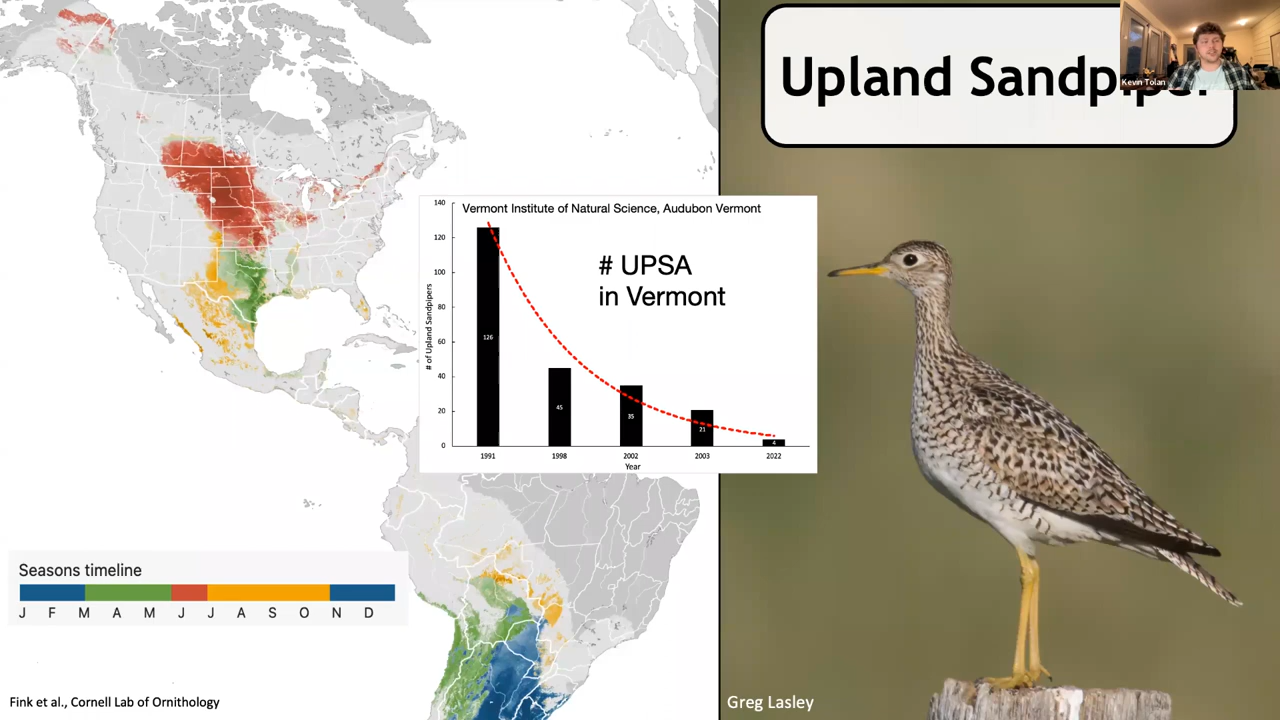 Upland Sandpiper
Kevin Tolan
Vermont Institute of Natural Science, Audubon Vermont
# UPSA
in Vermont
# of Upland Sandpipers
140
120
100
80
60
40
20
0
126
45
35
21
4
1991 1998 2002 2003 2022
Year
Seasons timeline
J F M A M J J A S O N D
Fink et al., Cornell Lab of Ornithology
Greg Lasley